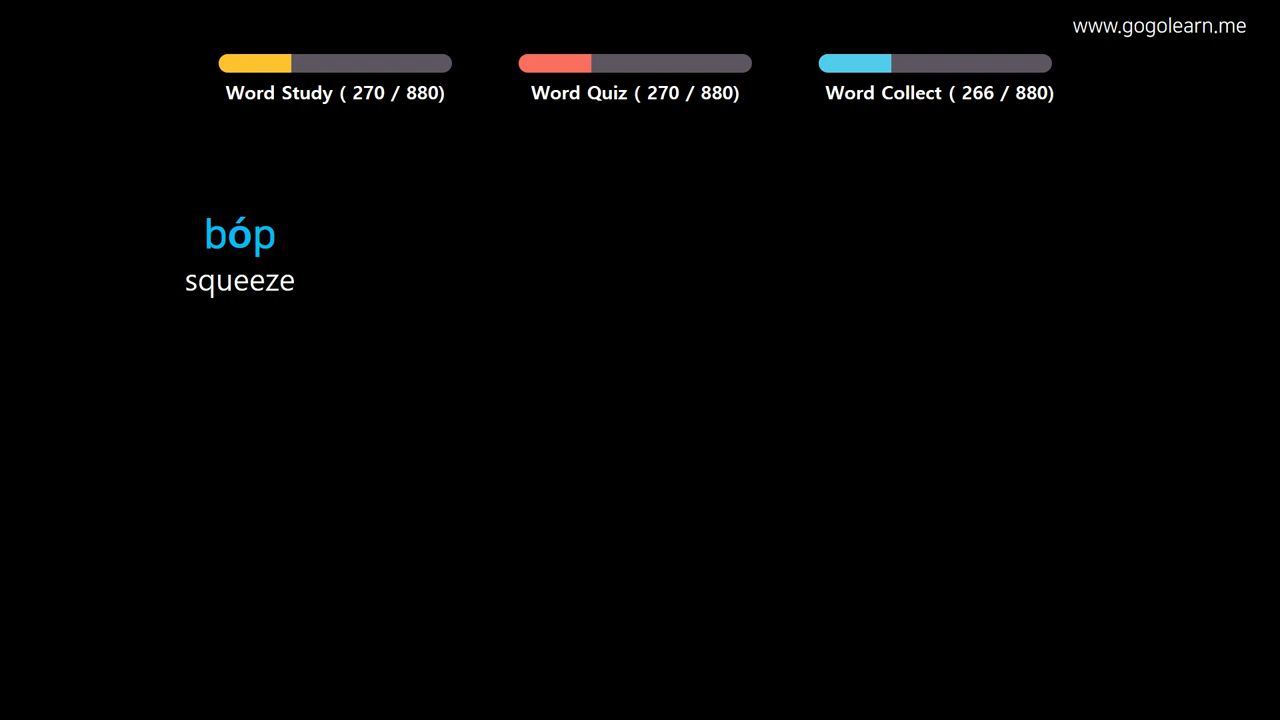 www.gogolearn.me
Word Study ( 270 / 880)
Word Quiz ( 270 / 880)
Word Collect ( 266 / 880)
bóp
squeeze